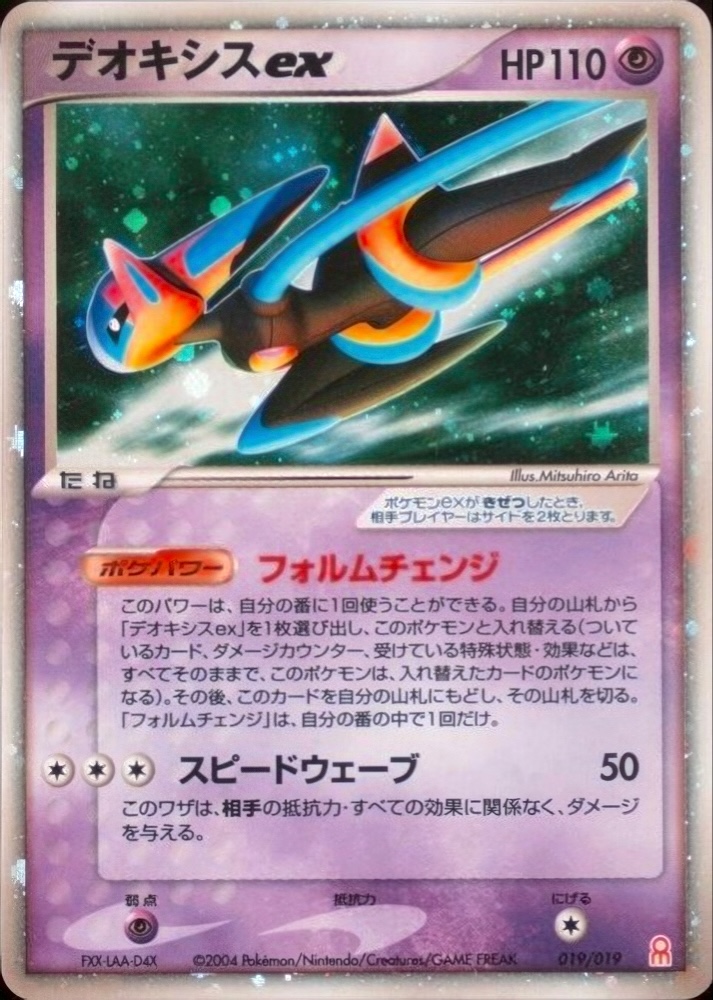 デオキシスex HP110
たね
Illus.Mitsuhiro Arita
ポケモンexがきぜつしたとき、
相手プレイヤーはサイドを2枚とります。
ポケパワー フォルムチェンジ
このパワーは、自分の番に1回使うことができる。自分の山札から
「デオキシスex」を1枚選び出し、このポケモンと入れ替える(ついて
いるカード、ダメージカウンター、受けている特殊状態・効果などは、
すべてそのままで、このポケモンは、入れ替えたカードのポケモンに
なる)。その後、このカードを自分の山札にもどし、その山札を切る。
「フォルムチェンジ」は、自分の番の中で1回だけ。
スピードウェーブ 50
このワザは、相手の抵抗力・すべての効果に関係なく、ダメージ
を与える。
弱点 抵抗力 にげる
FXX-LAA-D4X ©2004 Pokémon/Nintendo/Creatures/GAME FREAK 019/019